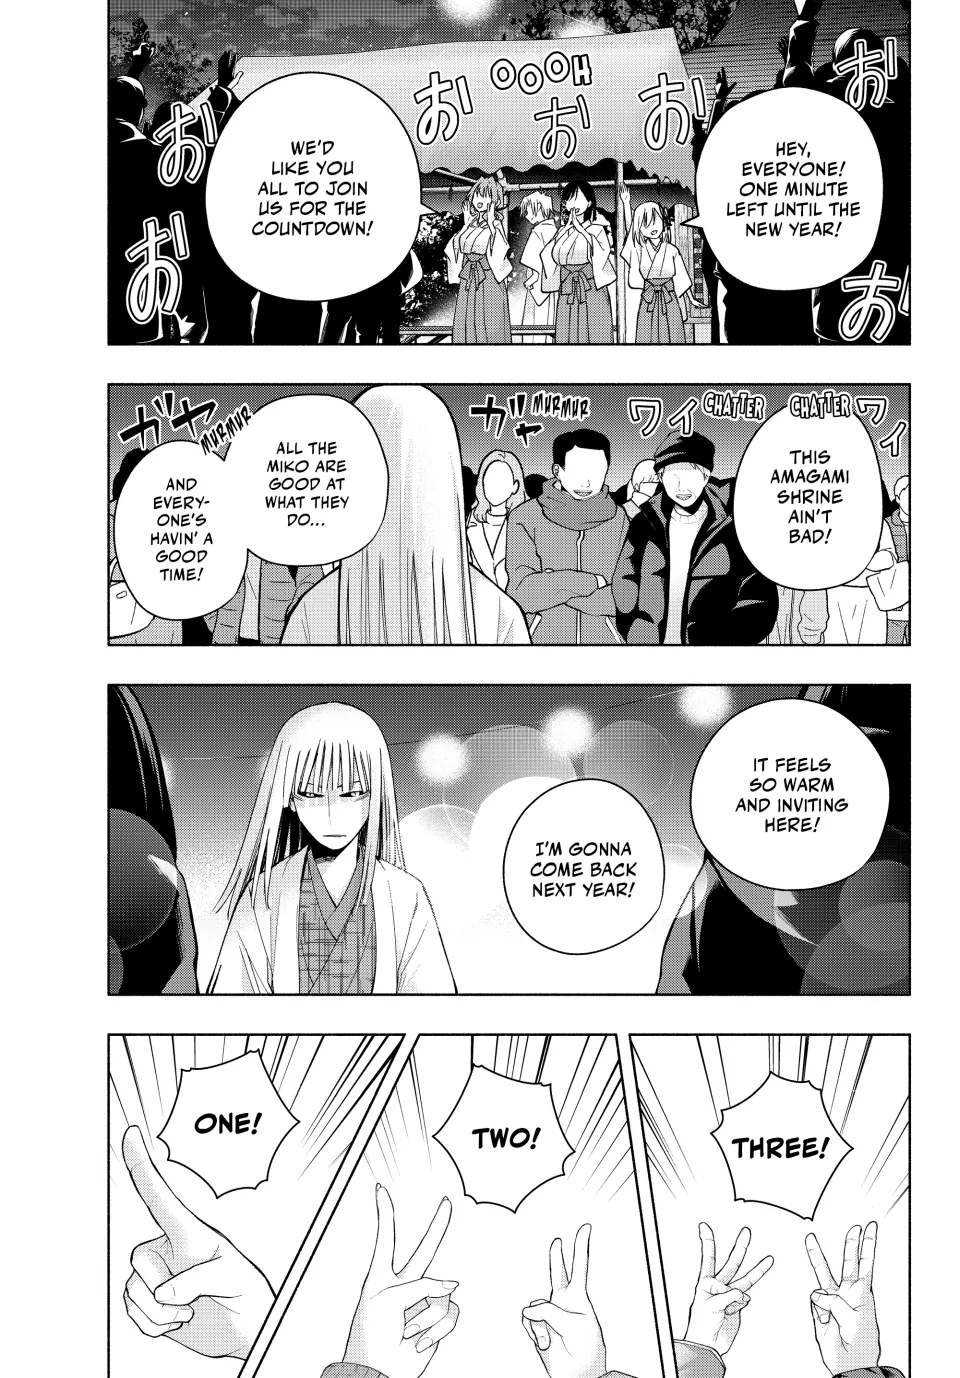 お
HEY,
EVERYONE!
ONE MINUTE
LEFT UNTIL THE
NEW YEAR!
お
お
OOOH
お
お
WE'D
LIKE YOU
ALL TO JOIN
US FOR THE
COUNTDOWN!
お
お
ワイ
CHATTER
THIS
AMAGAMI
SHRINE
AIN'T
BAD!
CHATTER
ワイ
MURMUR
ガヤ
ALL THE
MIKO ARE
GOOD AT
WHAT THEY
DO...
MURMUR
ガヤ
AND
EVERY-
ONE'S
HAVIN' A
GOOD
TIME!
IT FEELS
SO WARM
AND INVITING
HERE!
I'M GONNA
COME BACK
NEXT YEAR!
THREE!
TWO!
ONE!